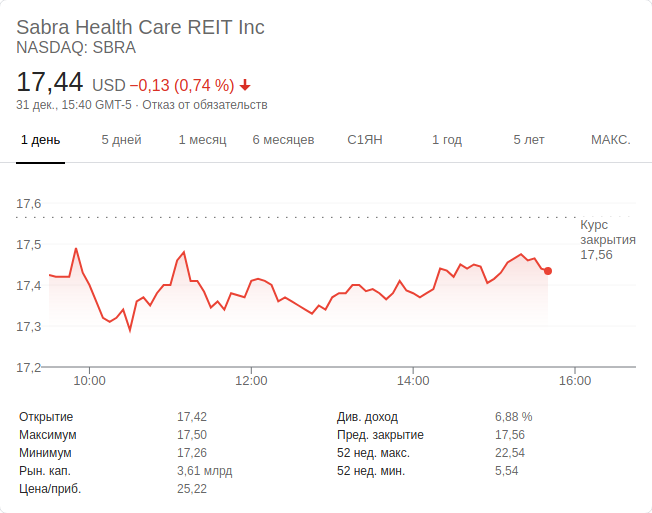 Sabra Health Care REIT Inc
NASDAQ: SBRA
17,44 USD −0,13 (0,74 %)
31 дек., 15:40 GMT-5 · Отказ от обязательств
1 день 5 дней 1 месяц 6 месяцев С1ЯН 1 год 5 лет МАКС.
17,6
Курс
закрытия
17,56
17,5
17,4
17,3
17,2
10:00 12:00 14:00 16:00
Открытие 17,42 Див. доход 6,88 %
Максимум 17,50 Пред. закрытие 17,56
Минимум 17,26 52 нед. макс. 22,54
Рын. кап. 3,61 млрд 52 нед. мин. 5,54
Цена/приб. 25,22